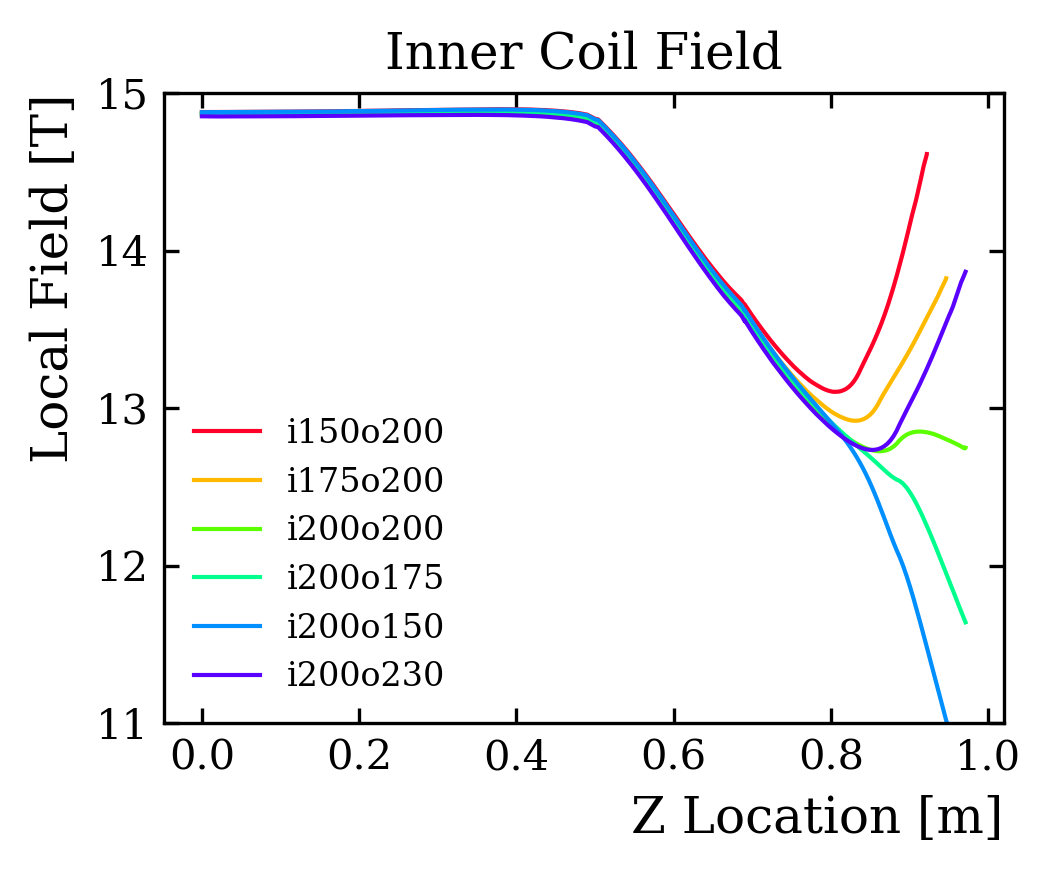 Inner Coil Field
Local Field [T]
15
14
13
12
11
i150o200
i175o200
i200o200
i200o175
i200o150
i200o230
0.0 0.2 0.4 0.6 0.8 1.0
Z Location [m]